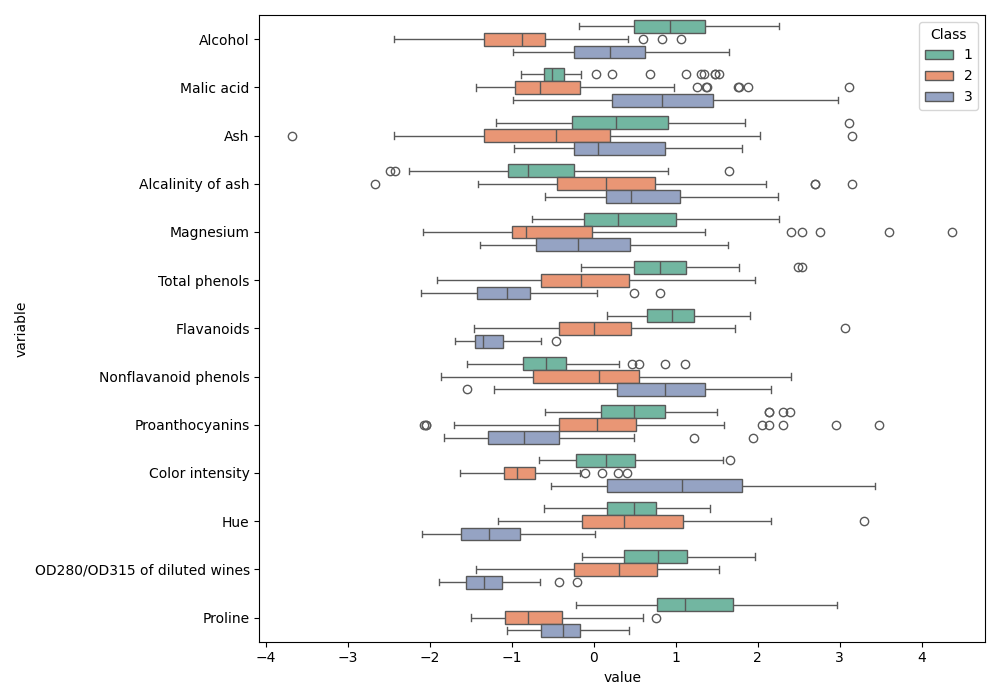 Class
1
2
3
Alcohol
Malic acid
Ash
Alcalinity of ash
Magnesium
Total phenols
Flavanoids
Nonflavanoid phenols
Proanthocyanins
Color intensity
Hue
OD280/OD315 of diluted wines
Proline
variable
−4 −3 −2 −1 0 1 2 3 4
value